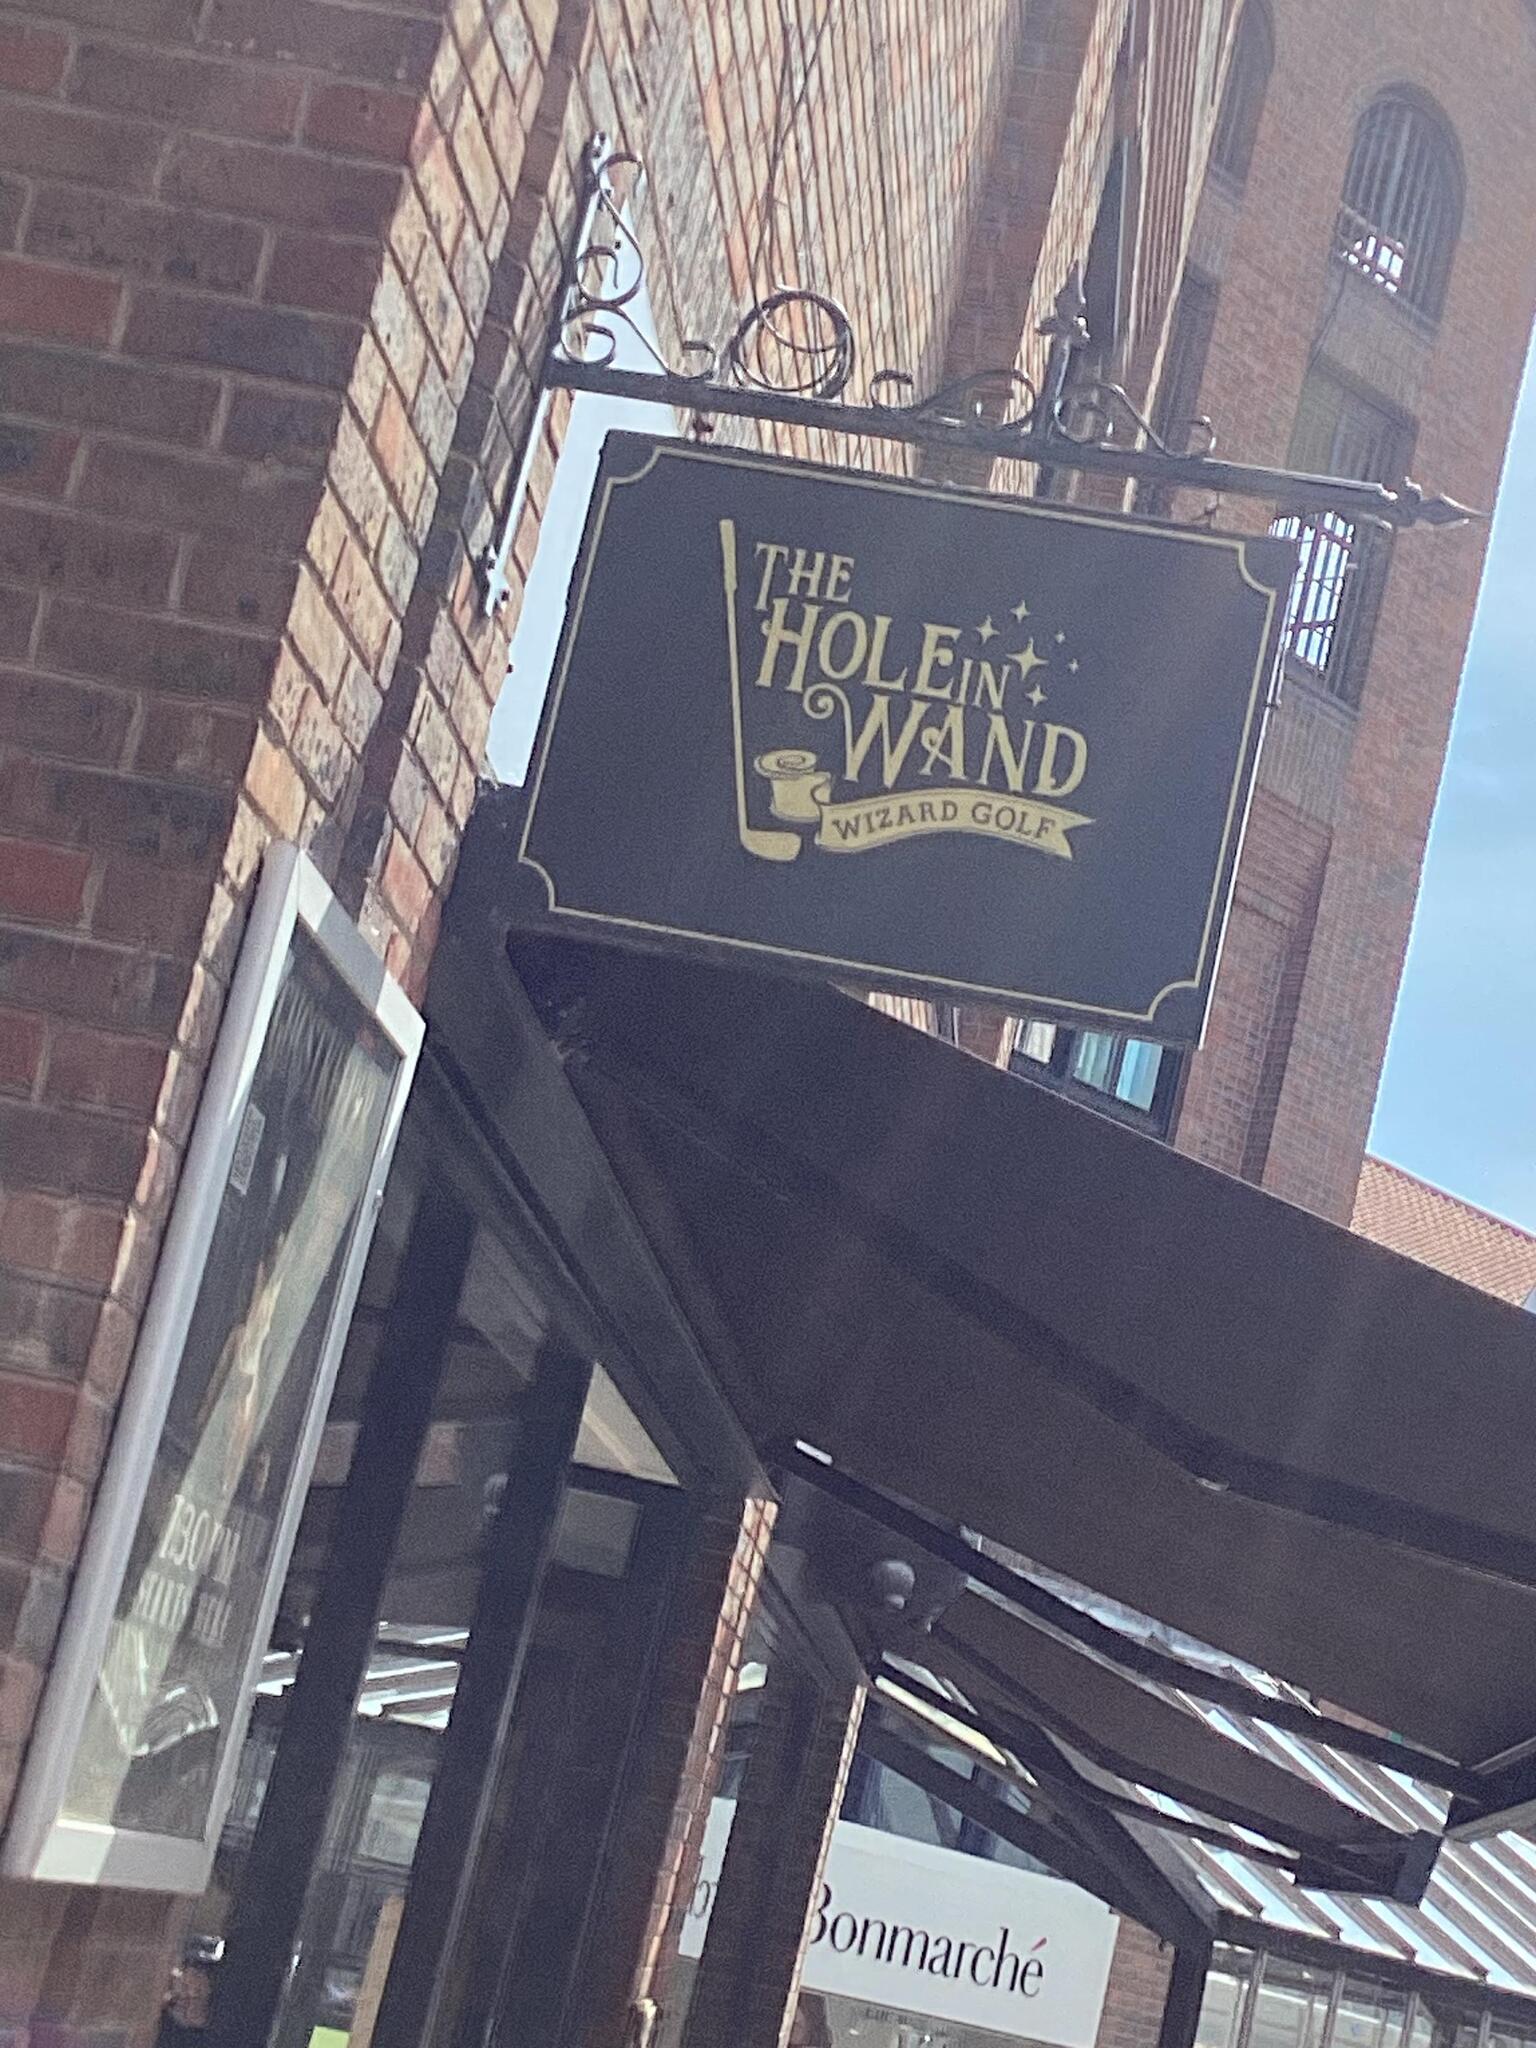 THE
HOLE IN
WAND
WIZARD GOLF
Bonmarché